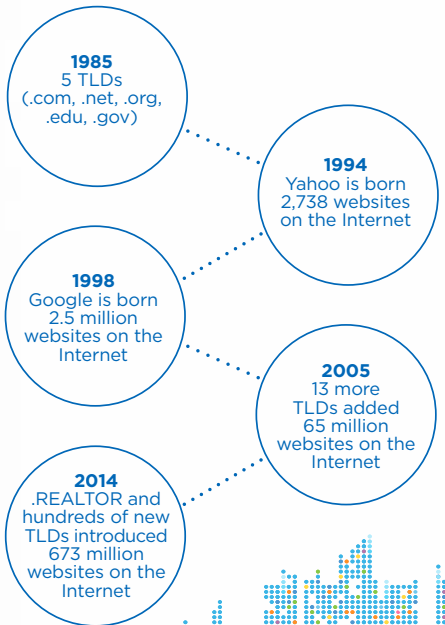 1985
5 TLDs
(.com, .net, .org,
.edu, .gov)
1994
Yahoo is born
2,738 websites
on the Internet
1998
Google is born
2.5 million
websites on the
Internet
2005
13 more
TLDs added
65 million
websites on the
Internet
2014
.REALTOR and
hundreds of new
TLDs introduced
673 million
websites on the
Internet